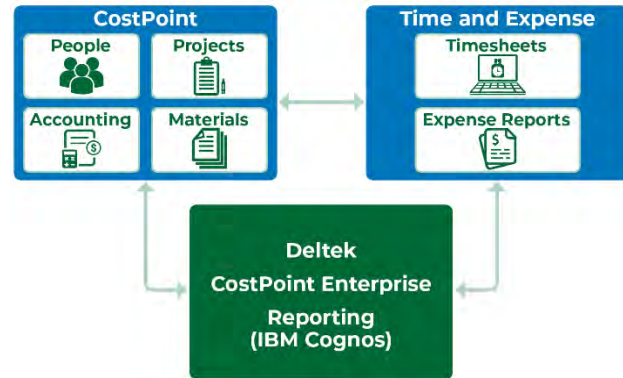 CostPoint
People
Projects
Accounting
Materials
Time and Expense
Timesheets
Expense Reports
Deltek
CostPoint Enterprise
Reporting
(IBM Cognos)